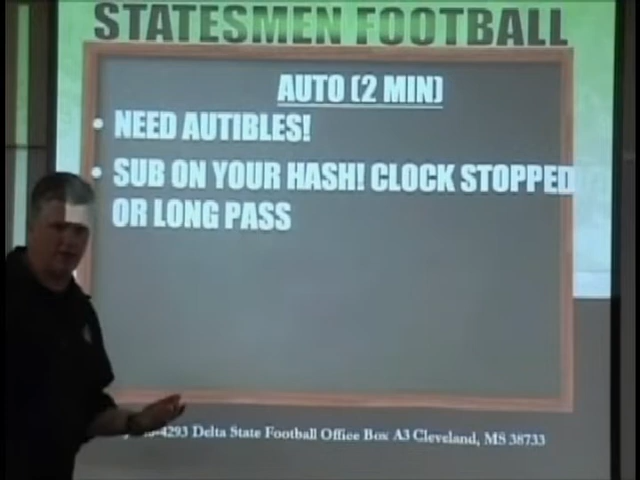 STATESMEN FOOTBALL
AUTO (2 MIN)
• NEED AUTIBLES!
• SUB ON YOUR HASH! CLOCK STOPPED
OR LONG PASS
4293 Delta State Football Office Box A3 Cleveland, MS 38733